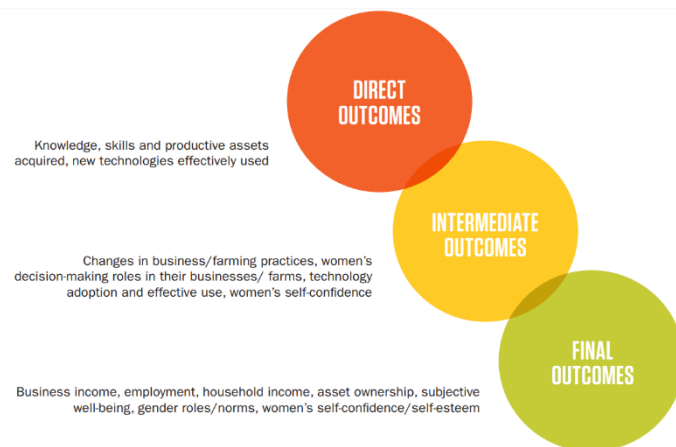 DIRECT
OUTCOMES
Knowledge, skills and productive assets
acquired, new technologies effectively used
INTERMEDIATE
OUTCOMES
Changes in business/farming practices, women's
decision-making roles in their businesses/ farms, technology
adoption and effective use, women's self-confidence
FINAL
OUTCOMES
Business income, employment, household income, asset ownership, subjective
well-being, gender roles/norms, women's self-confidence/self-esteem